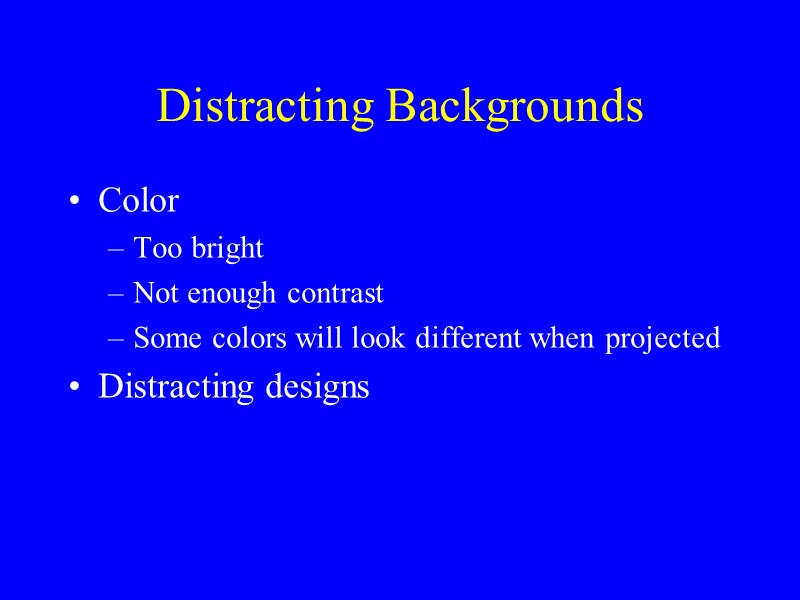 Distracting Backgrounds
• Color
– Too bright
– Not enough contrast
– Some colors will look different when projected
• Distracting designs